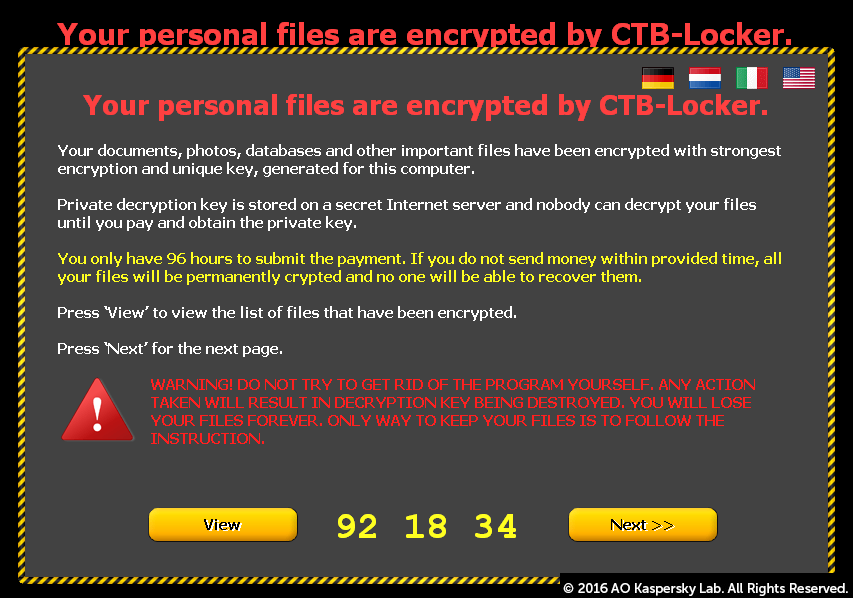 Your personal files are encrypted by CTB-Locker.
Your personal files are encrypted by CTB-Locker.
Your documents, photos, databases and other important files have been encrypted with strongest
encryption and unique key, generated for this computer.
Private decryption key is stored on a secret Internet server and nobody can decrypt your files
until you pay and obtain the private key.
You only have 96 hours to submit the payment. If you do not send money within provided time, all
your files will be permanently crypted and no one will be able to recover them.
Press ‘View’ to view the list of files that have been encrypted.
Press ‘Next’ for the next page.
WARNING! DO NOT TRY TO GET RID OF THE PROGRAM YOURSELF. ANY ACTION
TAKEN WILL RESULT IN DECRYPTION KEY BEING DESTROYED. YOU WILL LOSE
YOUR FILES FOREVER. ONLY WAY TO KEEP YOUR FILES IS TO FOLLOW THE
INSTRUCTION.
View 92 18 34 Next >>
© 2016 AO Kaspersky Lab. All Rights Reserved.